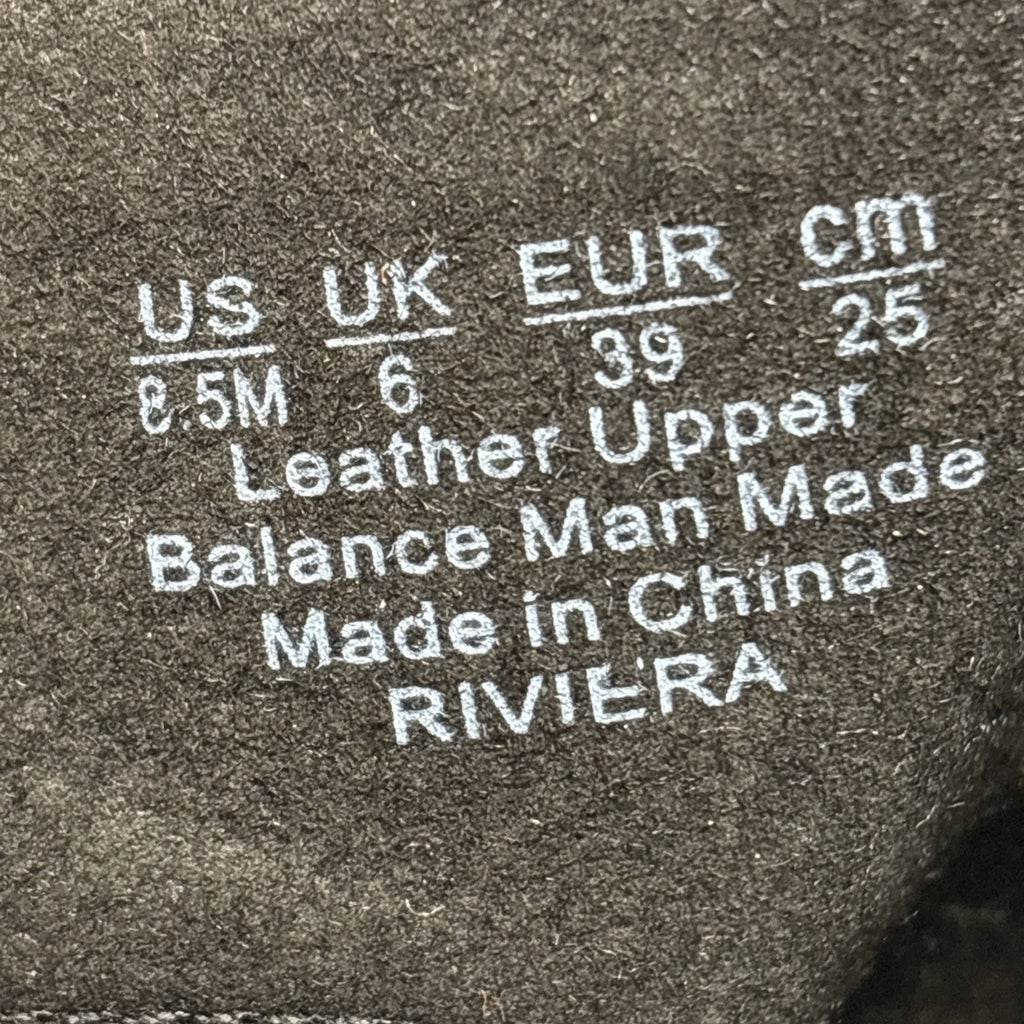 US UK EUR cm
8.5M 6 39 25
Leather Upper
Balance Man Made
Made in China
RIVIERA